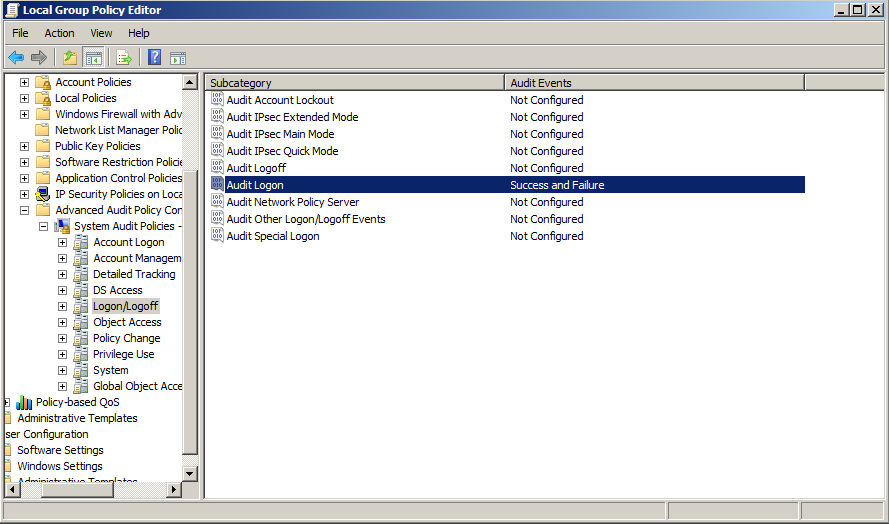 Local Group Policy Editor
File Action View Help
Account Policies
Local Policies
Windows Firewall with Adv
Network List Manager Polic
Public Key Policies
Software Restriction Policie
Application Control Policies
IP Security Policies on Loca
Advanced Audit Policy Con
System Audit Policies -
Account Logon
Account Managem
Detailed Tracking
DS Access
Logon/Logoff
Object Access
Policy Change
Privilege Use
System
Global Object Acce
Policy-based QoS
Administrative Templates
ser Configuration
Software Settings
Windows Settings
Administrative Templates
Subcategory Audit Events
Audit Account Lockout Not Configured
Audit IPsec Extended Mode Not Configured
Audit IPsec Main Mode Not Configured
Audit IPsec Quick Mode Not Configured
Audit Logoff Not Configured
Audit Logon Success and Failure
Audit Network Policy Server Not Configured
Audit Other Logon/Logoff Events Not Configured
Audit Special Logon Not Configured